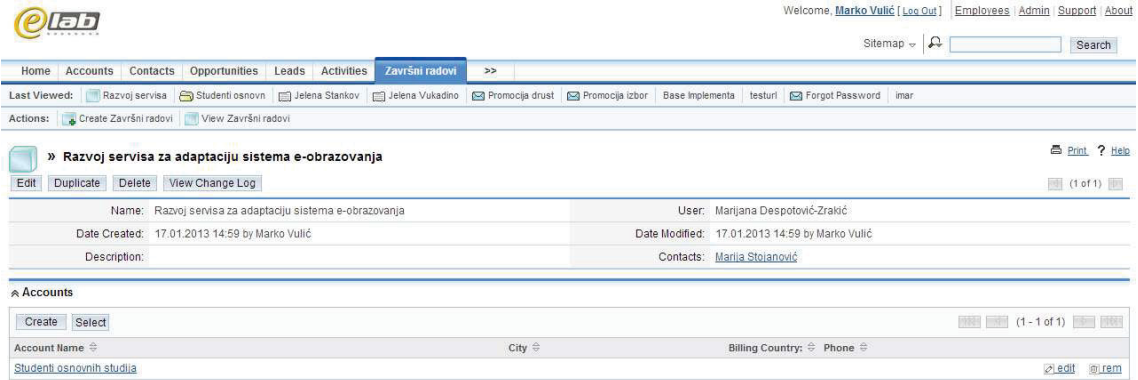 elab
Welcome, Marko Vulić [ Log Out ] Employees | Admin | Support | About
Sitemap Search
Home Accounts Contacts Opportunities Leads Activities Završni radovi >>
Last Viewed: Razvoj servisa Studenti osnovn Jelena Stankov Jelena Vukadino Promocija drust Promocija izbor Base Implementa testurl Forgot Password imar
Actions: Create Završni radovi View Završni radovi
» Razvoj servisa za adaptaciju sistema e-obrazovanja Print ? Help
Edit Duplicate Delete View Change Log (1 of 1)
Name: Razvoj servisa za adaptaciju sistema e-obrazovanja User: Marijana Despotović-Zrakić
Date Created: 17.01.2013 14:59 by Marko Vulić Date Modified: 17.01.2013 14:59 by Marko Vulić
Description: Contacts: Marija Stojanović
Accounts
Create Select (1 - 1 of 1)
Account Name City Billing Country: Phone
Studenti osnovnih studija edit rem